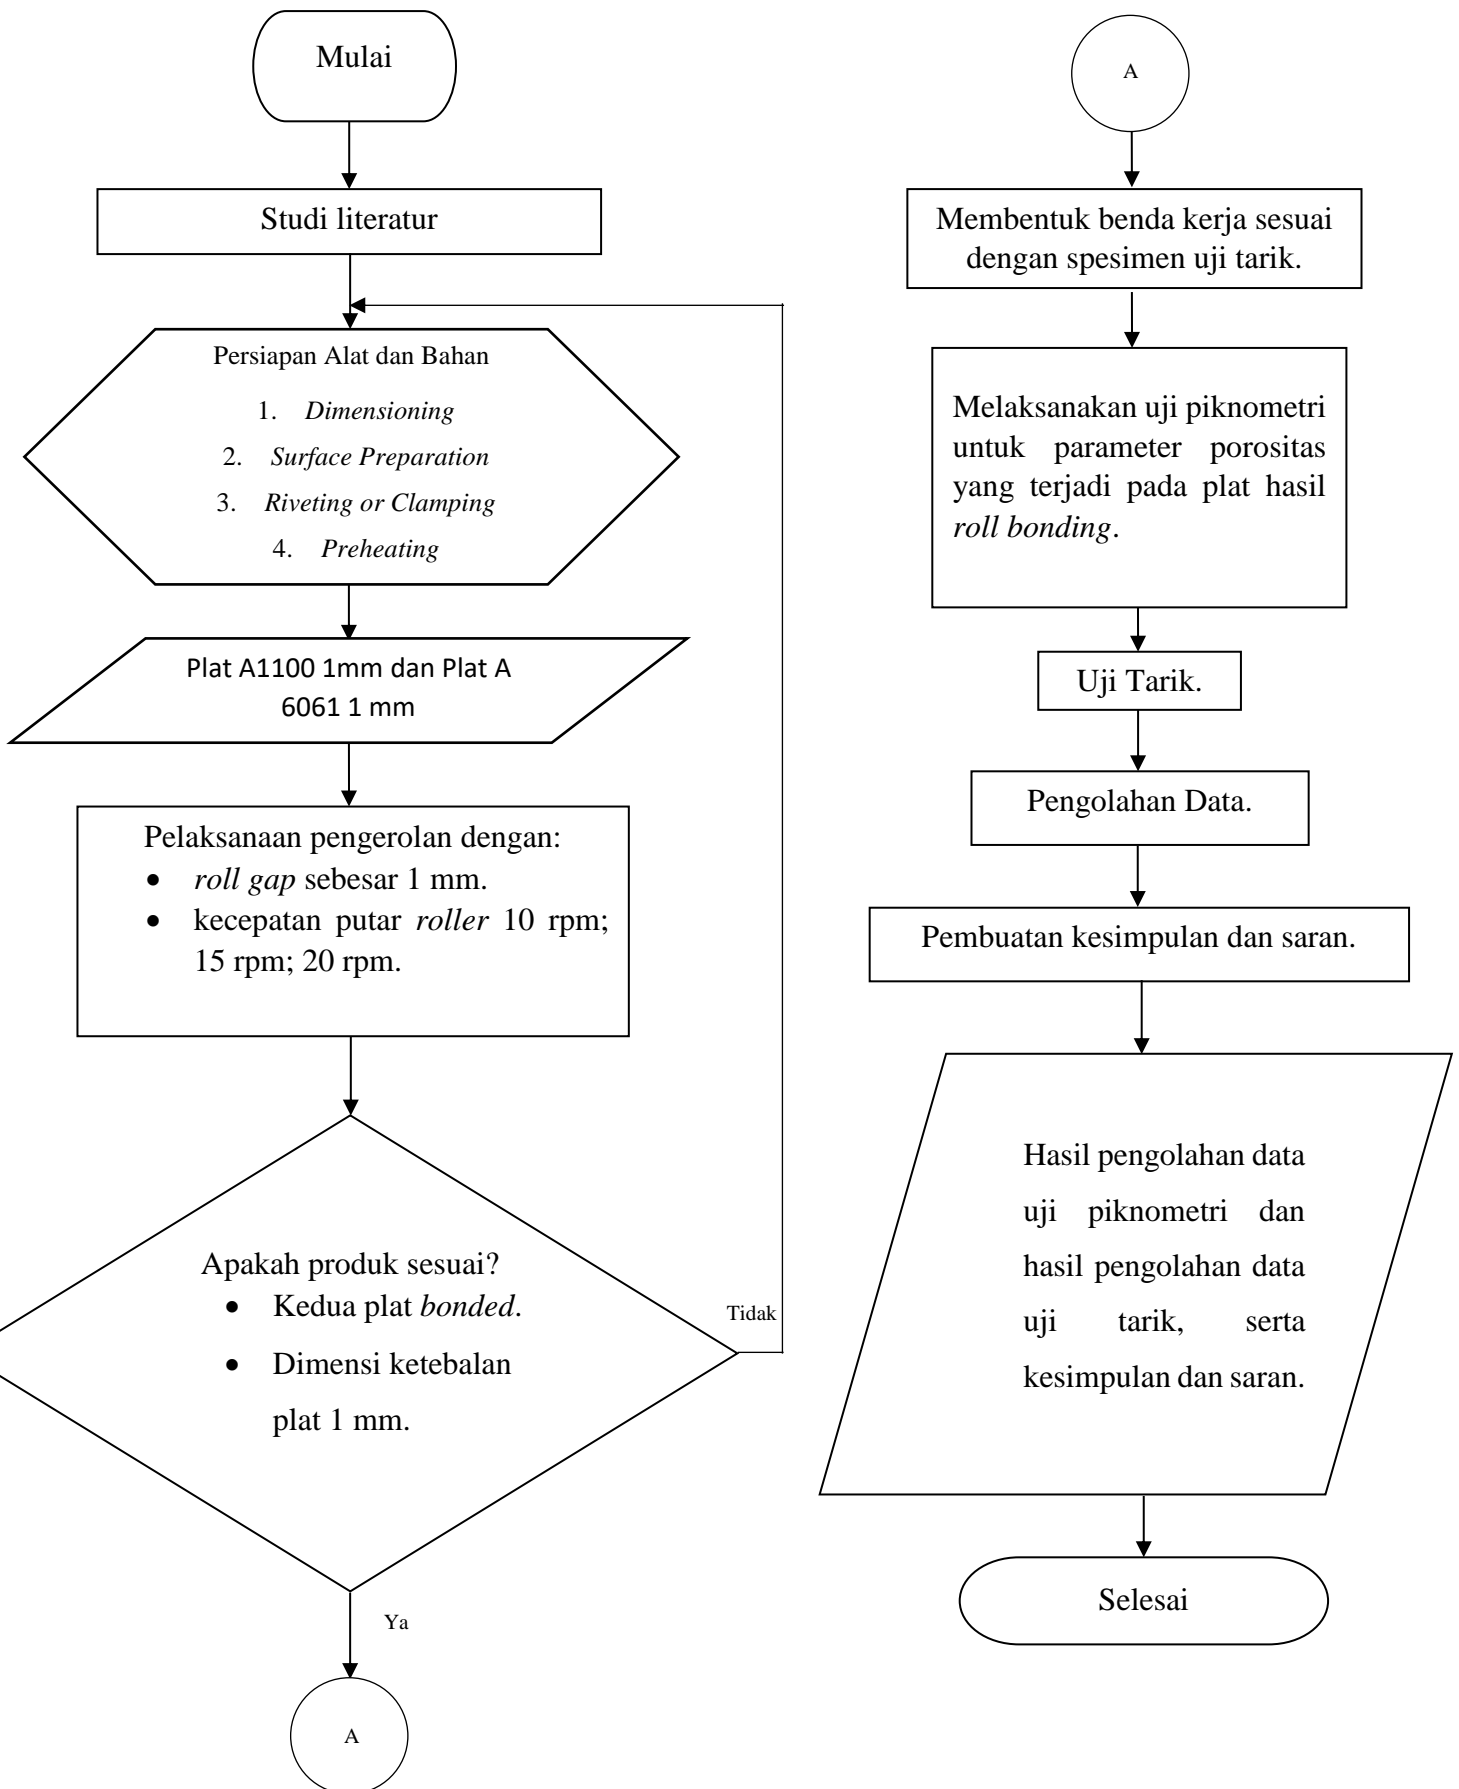 Mulai
Studi literatur
Persiapan Alat dan Bahan
1. Dimensioning
2. Surface Preparation
3. Riveting or Clamping
4. Preheating
Plat A1100 1mm dan Plat A
6061 1 mm
Pelaksanaan pengerolan dengan:
• roll gap sebesar 1 mm.
• kecepatan putar roller 10 rpm;
15 rpm; 20 rpm.
Apakah produk sesuai?
• Kedua plat bonded.
• Dimensi ketebalan
plat 1 mm.
Tidak
Ya
A
A
Membentuk benda kerja sesuai
dengan spesimen uji tarik.
Melaksanakan uji piknometri
untuk parameter porositas
yang terjadi pada plat hasil
roll bonding.
Uji Tarik.
Pengolahan Data.
Pembuatan kesimpulan dan saran.
Hasil pengolahan data
uji piknometri dan
hasil pengolahan data
uji tarik, serta
kesimpulan dan saran.
Selesai